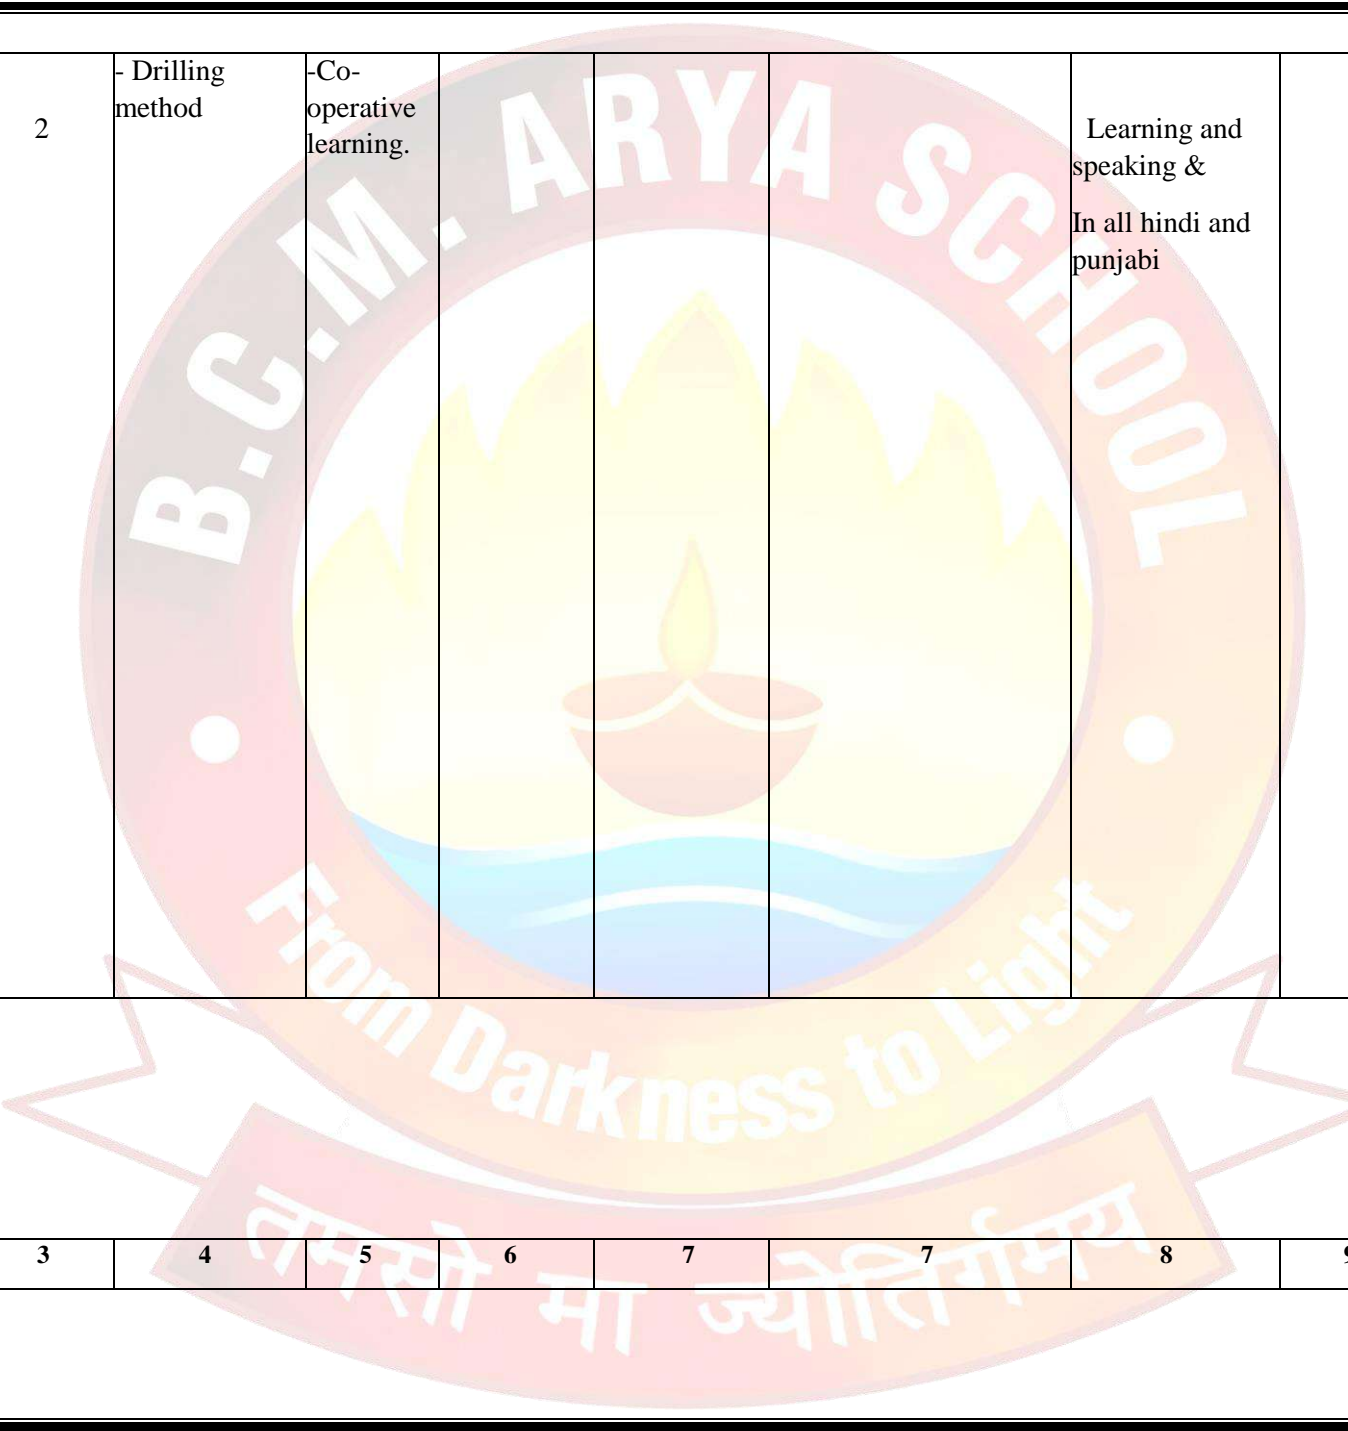 B.C.M. ARYA SCHOOL
2
- Drilling
method
-Co-
operative
learning.
Learning and
speaking &
In all hindi and
punjabi
From Darkness to Light
3 4 5 6 7 7 8 9
तमसो मा ज्योतिर्गमय